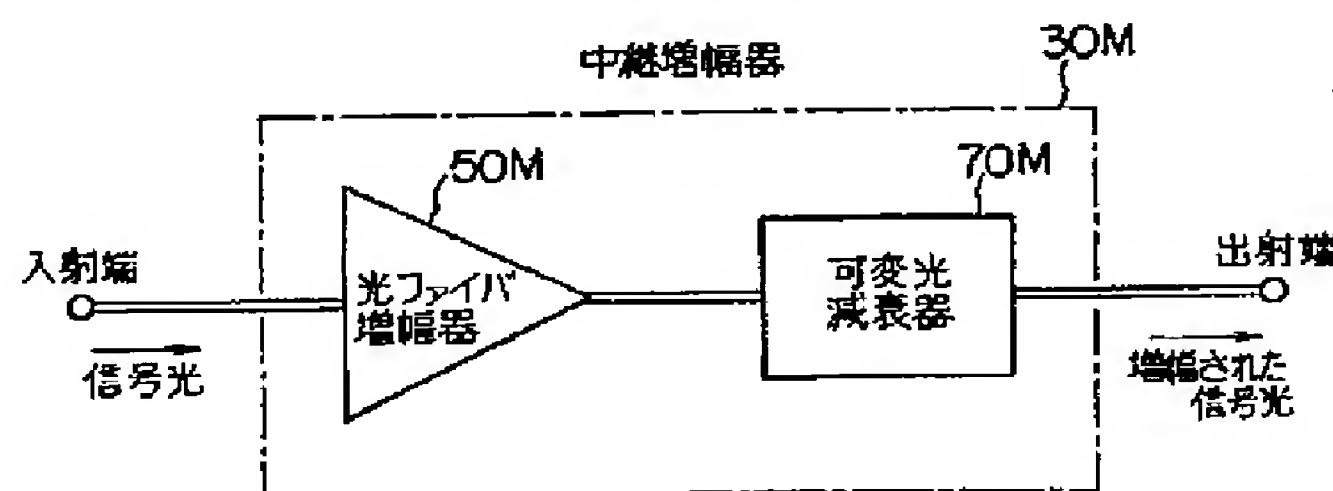 中継増幅器
30M
50M
70M
入射端
光ファイバ
増幅器
可変光
減衰器
出射端
信号光
増幅された
信号光